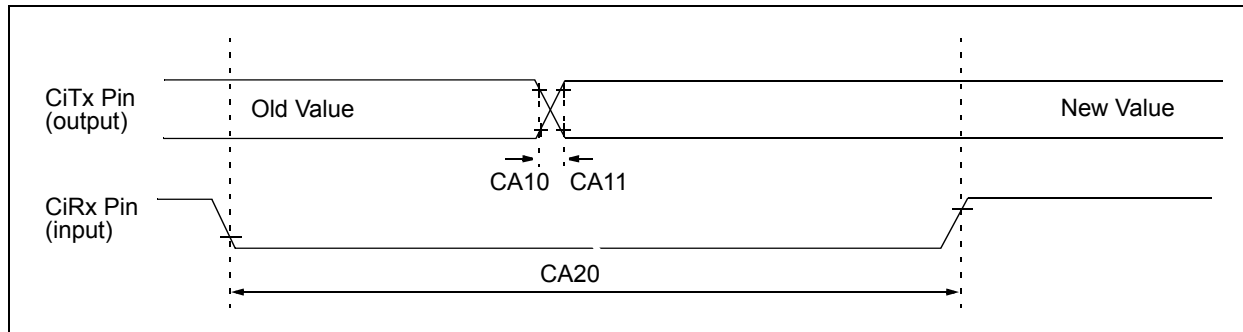 CiTx Pin
(output)
Old Value
New Value
CA10 CA11
CiRx Pin
(input)
CA20